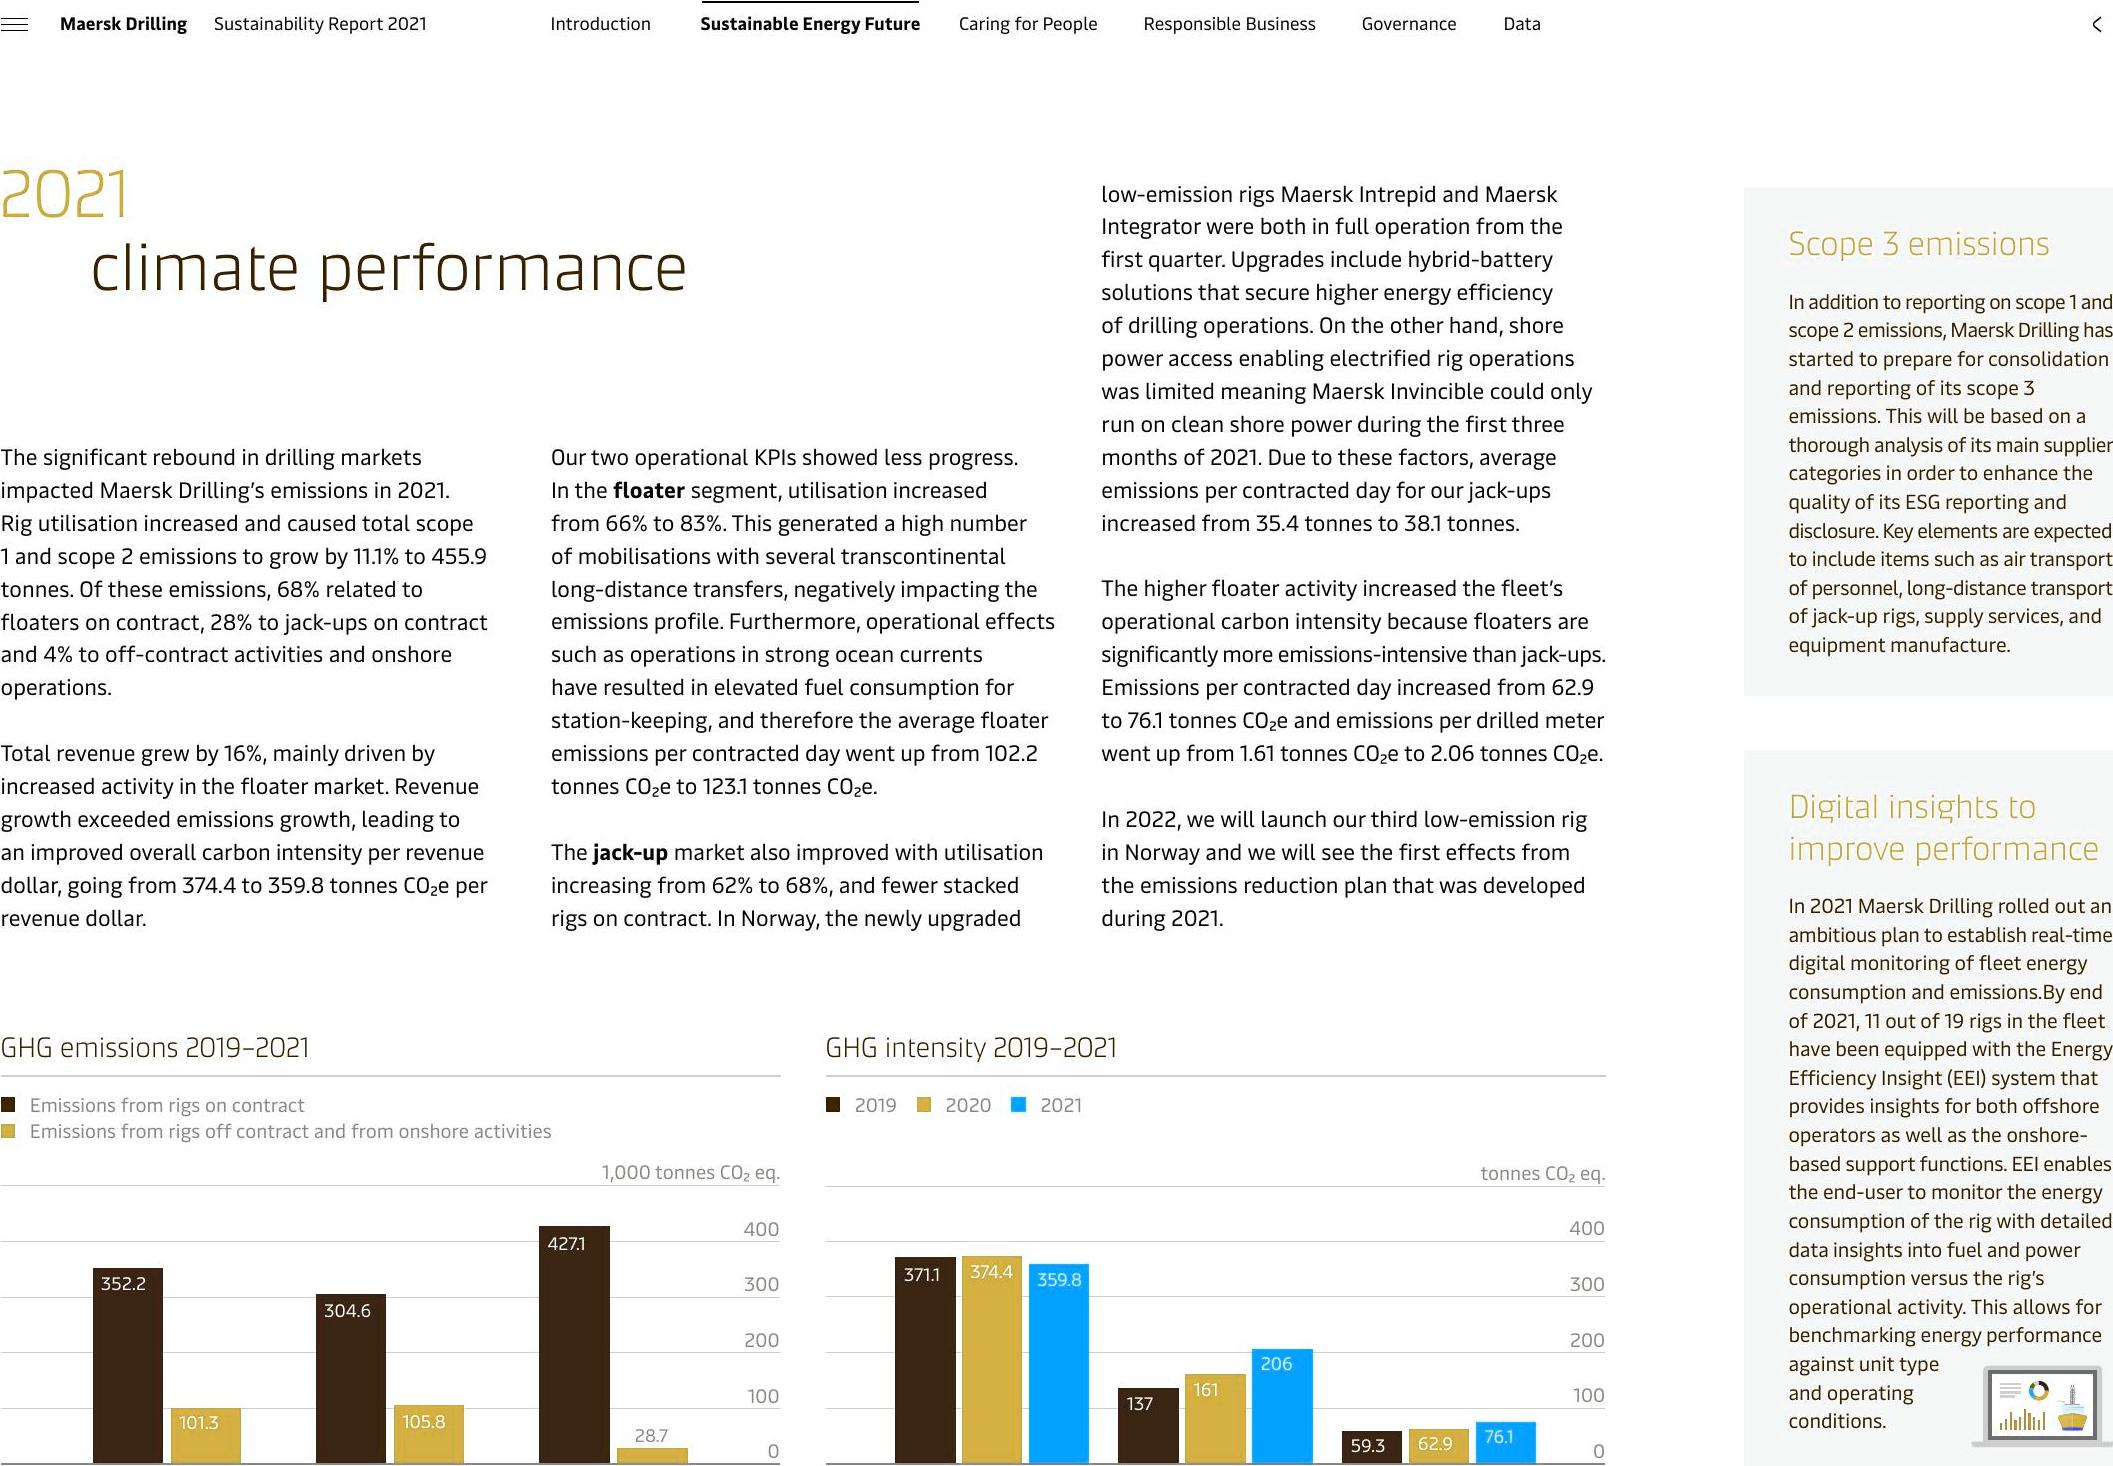 Maersk Drilling Sustainability Report 2021 Introduction Sustainable Energy Future Caring for People Responsible Business Governance Data
2021
climate performance
The significant rebound in drilling markets
impacted Maersk Drilling's emissions in 2021.
Rig utilisation increased and caused total scope
1 and scope 2 emissions to grow by 11.1% to 455.9
tonnes. Of these emissions, 68% related to
floaters on contract, 28% to jack-ups on contract
and 4% to off-contract activities and onshore
operations.
Total revenue grew by 16%, mainly driven by
increased activity in the floater market. Revenue
growth exceeded emissions growth, leading to
an improved overall carbon intensity per revenue
dollar, going from 374.4 to 359.8 tonnes CO₂e per
revenue dollar.
Our two operational KPIs showed less progress.
In the floater segment, utilisation increased
from 66% to 83%. This generated a high number
of mobilisations with several transcontinental
long-distance transfers, negatively impacting the
emissions profile. Furthermore, operational effects
such as operations in strong ocean currents
have resulted in elevated fuel consumption for
station-keeping, and therefore the average floater
emissions per contracted day went up from 102.2
tonnes CO₂e to 123.1 tonnes CO₂e.
The jack-up market also improved with utilisation
increasing from 62% to 68%, and fewer stacked
rigs on contract. In Norway, the newly upgraded
low-emission rigs Maersk Intrepid and Maersk
Integrator were both in full operation from the
first quarter. Upgrades include hybrid-battery
solutions that secure higher energy efficiency
of drilling operations. On the other hand, shore
power access enabling electrified rig operations
was limited meaning Maersk Invincible could only
run on clean shore power during the first three
months of 2021. Due to these factors, average
emissions per contracted day for our jack-ups
increased from 35.4 tonnes to 38.1 tonnes.
The higher floater activity increased the fleet's
operational carbon intensity because floaters are
significantly more emissions-intensive than jack-ups.
Emissions per contracted day increased from 62.9
to 76.1 tonnes CO₂e and emissions per drilled meter
went up from 1.61 tonnes CO₂e to 2.06 tonnes CO₂e.
In 2022, we will launch our third low-emission rig
in Norway and we will see the first effects from
the emissions reduction plan that was developed
during 2021.
Scope 3 emissions
In addition to reporting on scope 1 and
scope 2 emissions, Maersk Drilling has
started to prepare for consolidation
and reporting of its scope 3
emissions. This will be based on a
thorough analysis of its main supplier
categories in order to enhance the
quality of its ESG reporting and
disclosure. Key elements are expected
to include items such as air transport
of personnel, long-distance transport
of jack-up rigs, supply services, and
equipment manufacture.
Digital insights to
improve performance
In 2021 Maersk Drilling rolled out an
ambitious plan to establish real-time
digital monitoring of fleet energy
consumption and emissions.By end
of 2021, 11 out of 19 rigs in the fleet
have been equipped with the Energy
Efficiency Insight (EEI) system that
provides insights for both offshore
operators as well as the onshore-
based support functions. EEI enables
the end-user to monitor the energy
consumption of the rig with detailed
data insights into fuel and power
consumption versus the rig's
operational activity. This allows for
benchmarking energy performance
against unit type
and operating
conditions.
GHG emissions 2019–2021
Emissions from rigs on contract
Emissions from rigs off contract and from onshore activities
1,000 tonnes CO₂ eq.
400
300
200
100
0
352.2
101.3
304.6
105.8
427.1
28.7
GHG intensity 2019–2021
2019 2020 2021
tonnes CO₂ eq.
400
300
200
100
0
371.1
374.4
359.8
137
161
206
59.3
62.9
76.1